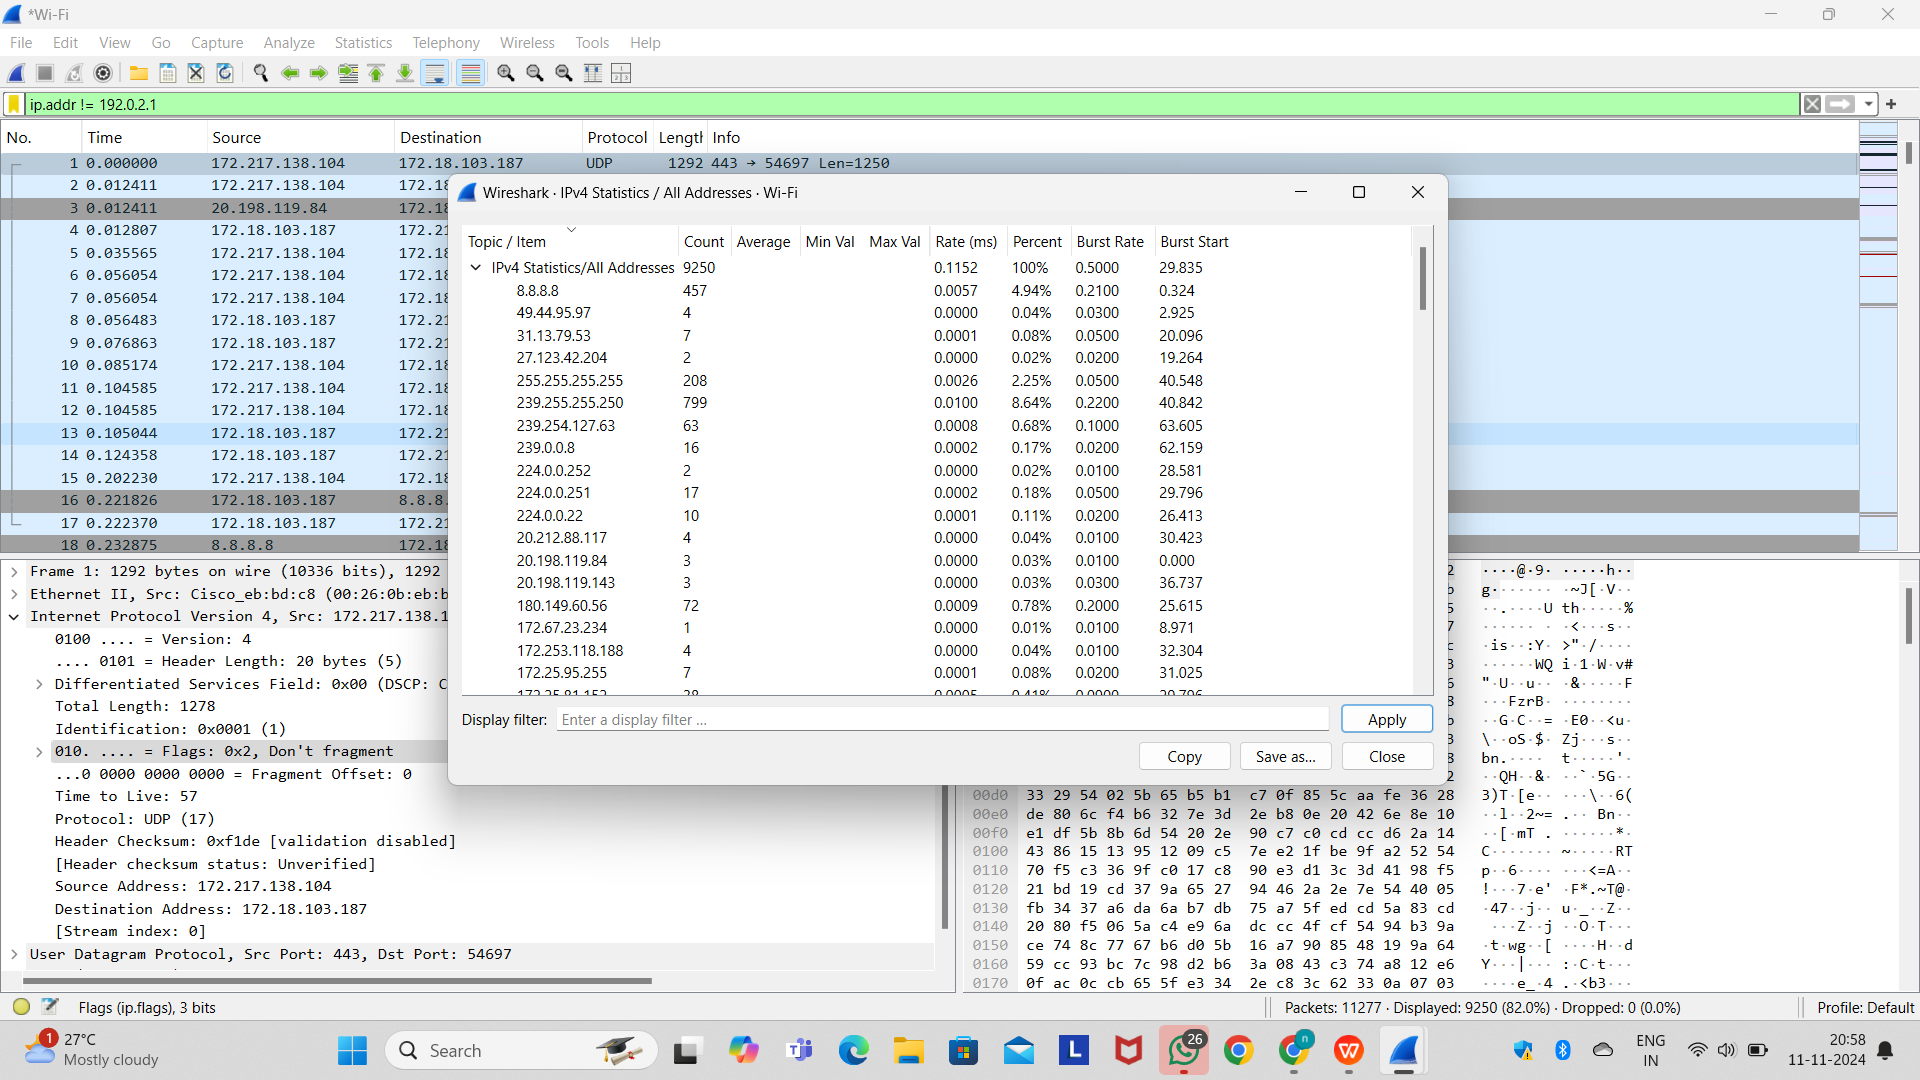 *Wi-Fi
File Edit View Go Capture Analyze Statistics Telephony Wireless Tools Help
ip.addr != 192.0.2.1
No. Time Source Destination Protocol Length Info
1 0.000000 172.217.138.104 172.18.103.187 UDP 1292 443 → 54697 Len=1250
2 0.012411 172.217.138.104 172.18
3 0.012411 20.198.119.84 172.18
4 0.012807 172.18.103.187 172.21
5 0.035565 172.217.138.104 172.18
6 0.056054 172.217.138.104 172.18
7 0.056054 172.217.138.104 172.18
8 0.056483 172.18.103.187 172.21
9 0.076863 172.18.103.187 172.21
10 0.085174 172.217.138.104 172.18
11 0.104585 172.217.138.104 172.18
12 0.104585 172.217.138.104 172.18
13 0.105044 172.18.103.187 172.21
14 0.124358 172.18.103.187 172.21
15 0.202230 172.217.138.104 172.18
16 0.221826 172.18.103.187 8.8.8.
17 0.222370 172.18.103.187 172.21
18 0.232875 8.8.8.8 172.18
Wireshark · IPv4 Statistics / All Addresses · Wi-Fi
Topic / Item Count Average Min Val Max Val Rate (ms) Percent Burst Rate Burst Start
IPv4 Statistics/All Addresses 9250 0.1152 100% 0.5000 29.835
8.8.8.8 457 0.0057 4.94% 0.2100 0.324
49.44.95.97 4 0.0000 0.04% 0.0300 2.925
31.13.79.53 7 0.0001 0.08% 0.0500 20.096
27.123.42.204 2 0.0000 0.02% 0.0200 19.264
255.255.255.255 208 0.0026 2.25% 0.0500 40.548
239.255.255.250 799 0.0100 8.64% 0.2200 40.842
239.254.127.63 63 0.0008 0.68% 0.1000 63.605
239.0.0.8 16 0.0002 0.17% 0.0200 62.159
224.0.0.252 2 0.0000 0.02% 0.0100 28.581
224.0.0.251 17 0.0002 0.18% 0.0500 29.796
224.0.0.22 10 0.0001 0.11% 0.0200 26.413
20.212.88.117 4 0.0000 0.04% 0.0100 30.423
20.198.119.84 3 0.0000 0.03% 0.0100 0.000
20.198.119.143 3 0.0000 0.03% 0.0300 36.737
180.149.60.56 72 0.0009 0.78% 0.2000 25.615
172.67.23.234 1 0.0000 0.01% 0.0100 8.971
172.253.118.188 4 0.0000 0.04% 0.0100 32.304
172.25.95.255 7 0.0001 0.08% 0.0200 31.025
Display filter: Enter a display filter ... Apply
Copy Save as... Close
Frame 1: 1292 bytes on wire (10336 bits), 1292
Ethernet II, Src: Cisco_eb:bd:c8 (00:26:0b:eb:b
Internet Protocol Version 4, Src: 172.217.138.1
0100 .... = Version: 4
.... 0101 = Header Length: 20 bytes (5)
Differentiated Services Field: 0x00 (DSCP: C
Total Length: 1278
Identification: 0x0001 (1)
010. .... = Flags: 0x2, Don't fragment
...0 0000 0000 0000 = Fragment Offset: 0
Time to Live: 57
Protocol: UDP (17)
Header Checksum: 0xf1de [validation disabled]
[Header checksum status: Unverified]
Source Address: 172.217.138.104
Destination Address: 172.18.103.187
[Stream index: 0]
User Datagram Protocol, Src Port: 443, Dst Port: 54697
00d0 33 29 54 02 5b 65 b5 b1 c7 0f 85 5c aa fe 36 28 3)T·[e·· ···\··6(
00e0 de 80 6c f4 b6 32 7e 3d 2e b8 0e 20 42 6e 8e 10 ··l··2~= .·· Bn··
00f0 e1 df 5b 8b 6d 54 20 2e 90 c7 c0 cd cc d6 2a 14 ··[·mT . ······*·
0100 43 86 15 13 95 12 09 c5 7e e2 1f be 9f a2 52 54 C······· ~·····RT
0110 70 f5 c3 36 9f c0 17 c8 90 e3 d1 3c 3d 41 98 f5 p··6···· ···<=A··
0120 21 bd 19 cd 37 9a 65 27 94 46 2a 2e 7e 54 40 05 !···7·e' ·F*.~T@·
0130 fb 34 37 a6 da 6a b7 db 75 a7 5f ed cd 5a 83 cd ·47··j·· u·_··Z··
0140 20 80 f5 06 5a c4 e9 6a dc cc 4f cf 54 94 b3 9a  ···Z··j ··O·T···
0150 ce 74 8c 77 67 b6 d0 5b 16 a7 90 85 48 19 9a 64 ·t·wg··[ ····H··d
0160 59 cc 93 bc 7c 98 d2 b6 3a 08 43 c3 74 a8 12 e6 Y···|··· :·C·t···
0170 0f ac 0c cb 65 5f e3 34 2e c8 3c 62 33 0a 07 03 ····e_·4 .·<b3···
Flags (ip.flags), 3 bits
Packets: 11277 · Displayed: 9250 (82.0%) · Dropped: 0 (0.0%)
Profile: Default
1
27°C
Mostly cloudy
Search
26
ENG
IN
20:58
11-11-2024